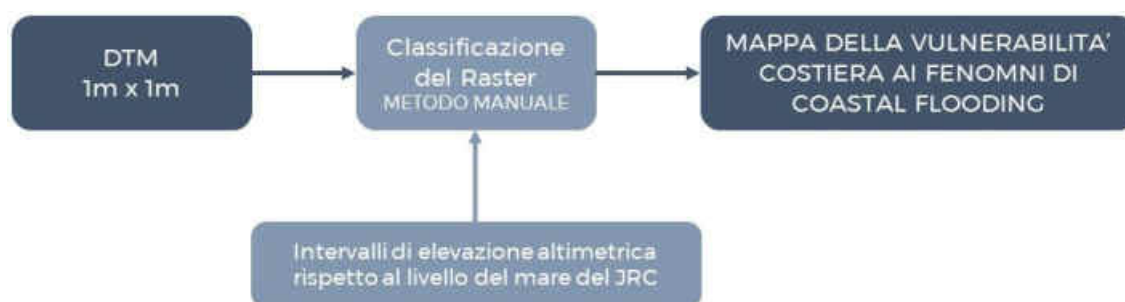 DTM
1m x 1m
Classificazione
del Raster
METODO MANUALE
MAPPA DELLA VULNERABILITA'
COSTIERA AI FENOMNI DI
COASTAL FLOODING
Intervalli di elevazione altimetrica
rispetto al livello del mare del JRC